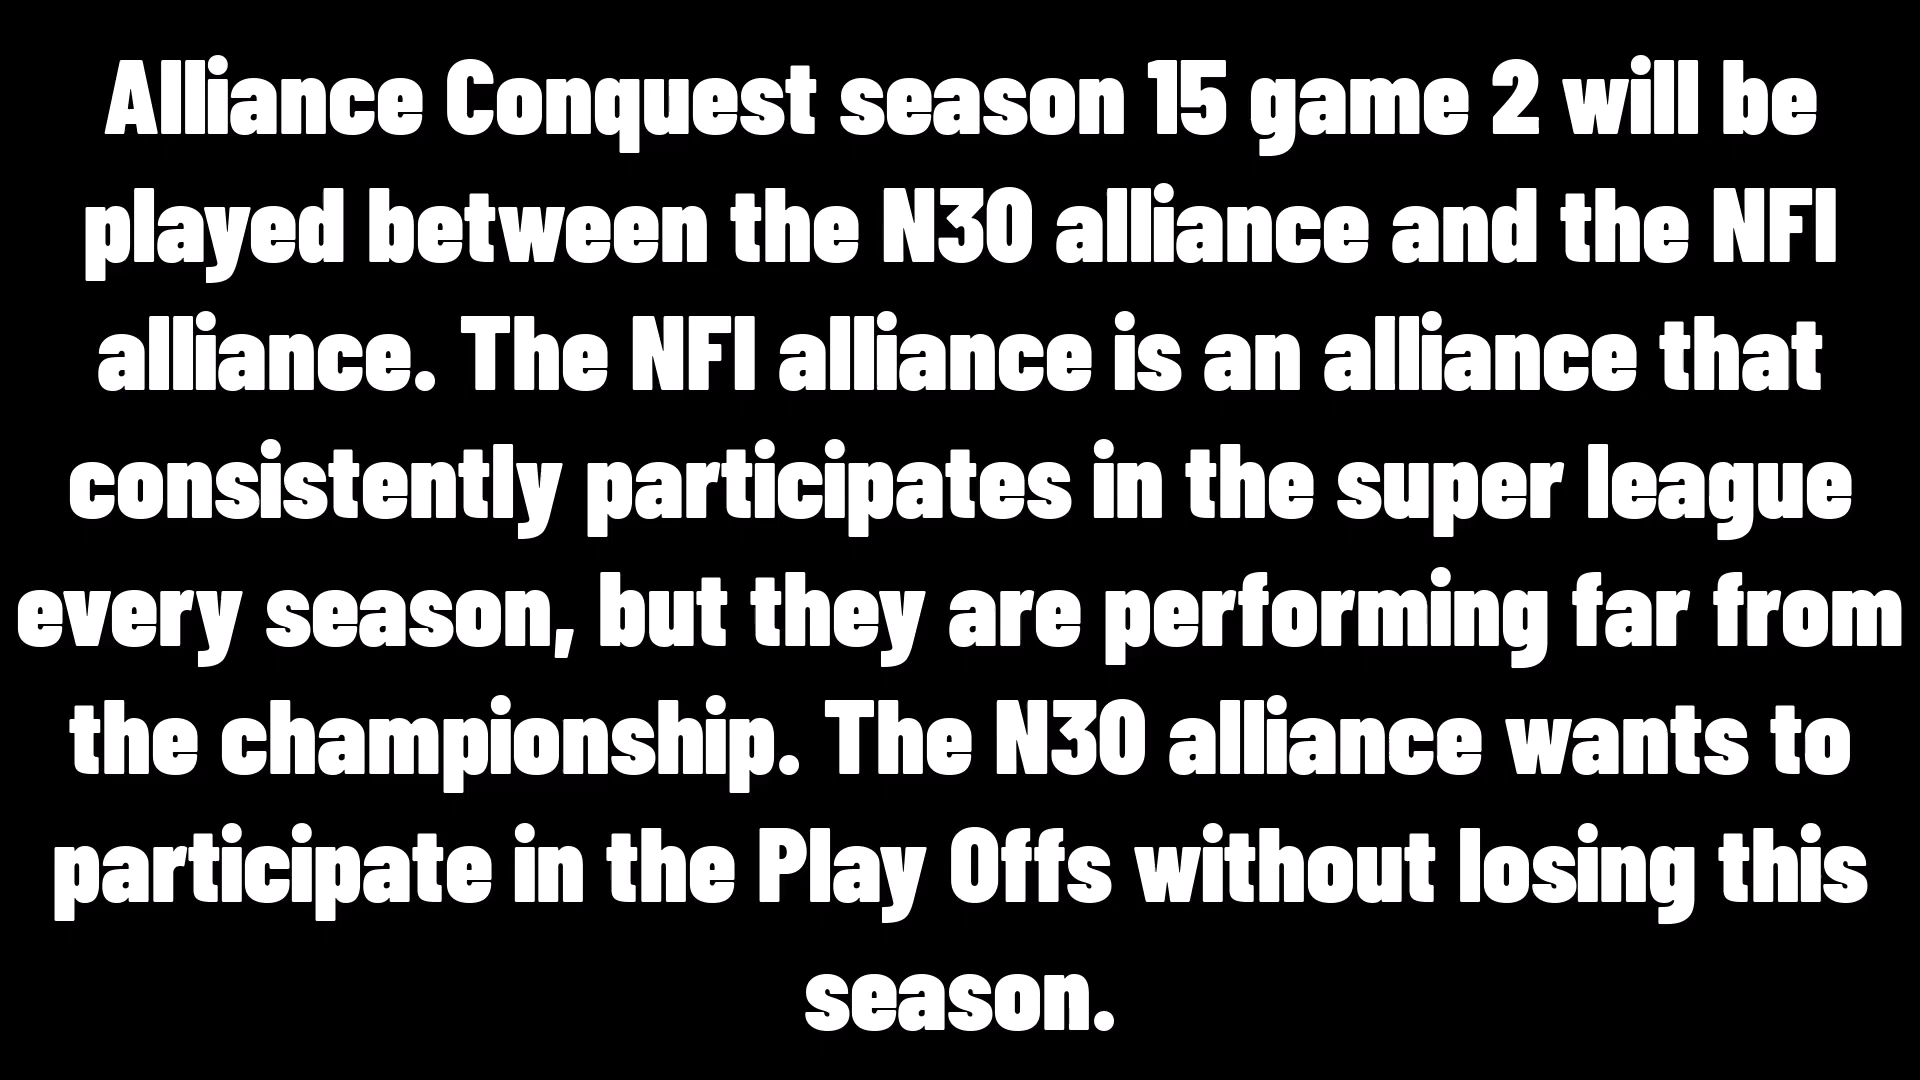 Alliance Conquest season 15 game 2 will be
played between the N30 alliance and the NFI
alliance. The NFI alliance is an alliance that
consistently participates in the super league
every season, but they are performing far from
the championship. The N30 alliance wants to
participate in the Play Offs without losing this
season.